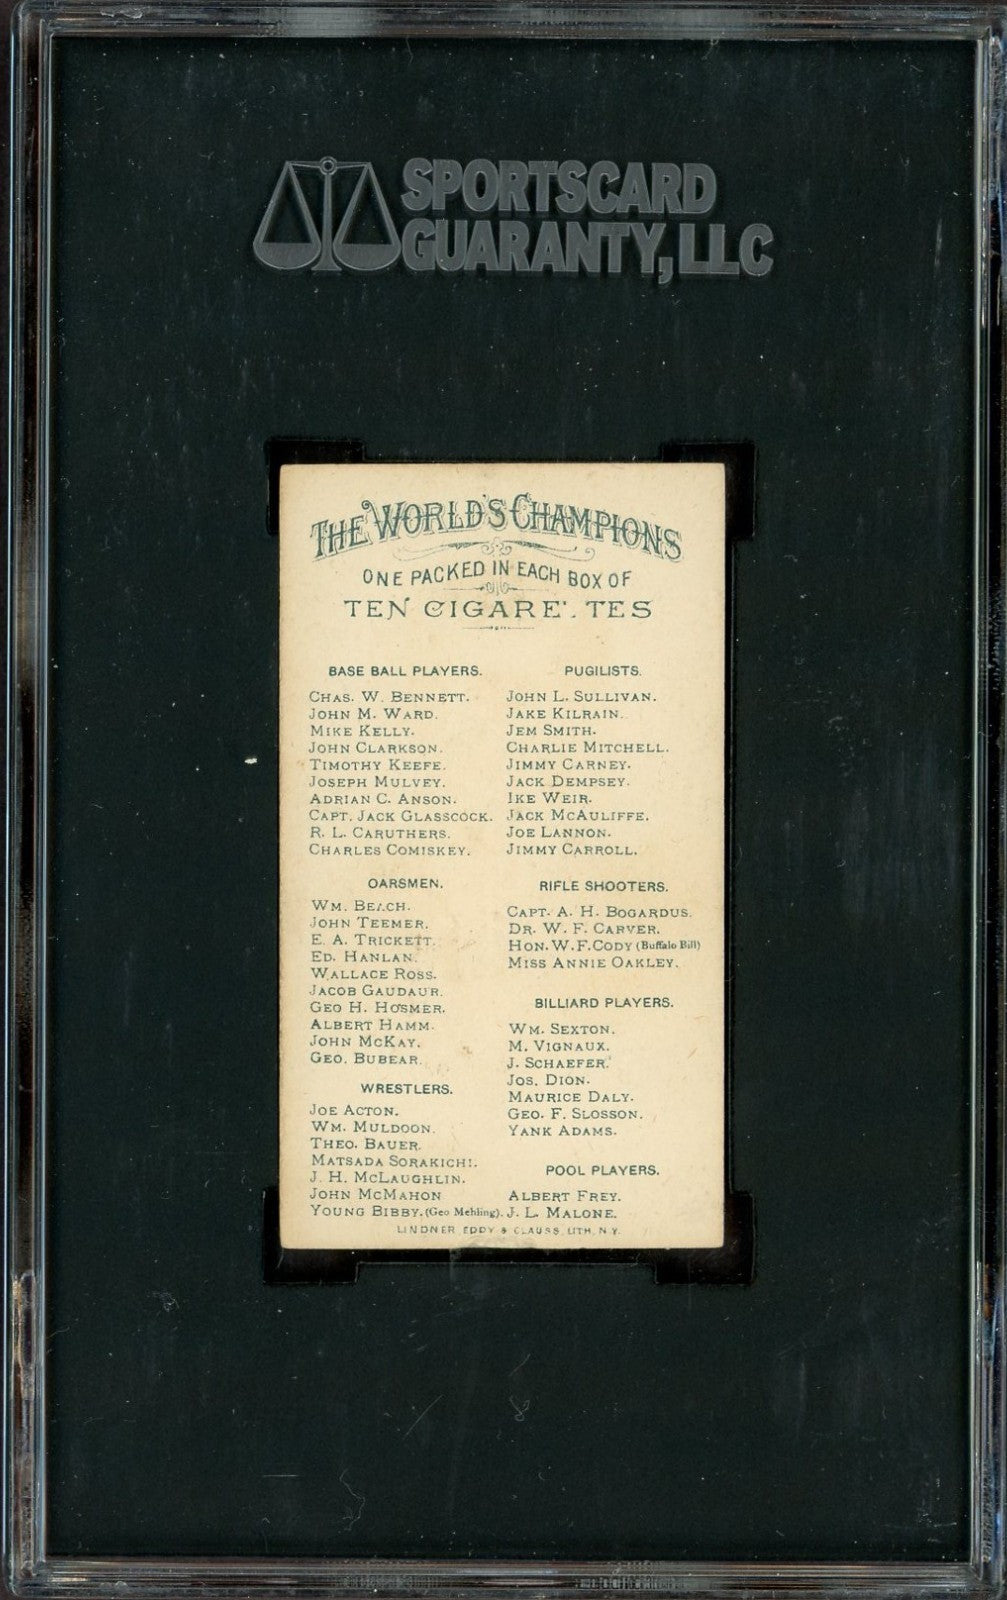 SPORTSCARD
GUARANTY, LLC
THE WORLD'S CHAMPIONS
ONE PACKED IN EACH BOX OF
TEN CIGARE'.TES
BASE BALL PLAYERS.
CHAS. W. BENNETT.
JOHN M. WARD.
MIKE KELLY.
JOHN CLARKSON.
TIMOTHY KEEFE.
JOSEPH MULVEY.
ADRIAN C. ANSON.
CAPT. JACK GLASSCOCK.
R. L. CARUTHERS.
CHARLES COMISKEY.
OARSMEN.
WM. BEACH.
JOHN TEEMER.
E. A. TRICKETT.
ED. HANLAN.
WALLACE ROSS.
JACOB GAUDAUR.
GEO H. HOSMER.
ALBERT HAMM.
JOHN MCKAY.
GEO. BUBEAR.
WRESTLERS.
JOE ACTON.
WM. MULDOON.
THEO. BAUER.
MATSADA SORAKICHI.
J. H. MCLAUGHLIN.
JOHN MCMAHON
YOUNG BIBBY. (Geo Mehling).
PUGILISTS.
JOHN L. SULLIVAN.
JAKE KILRAIN.
JEM SMITH.
CHARLIE MITCHELL.
JIMMY CARNEY.
JACK DEMPSEY.
IKE WEIR.
JACK MCAULIFFE.
JOE LANNON.
JIMMY CARROLL.
RIFLE SHOOTERS.
CAPT. A. H. BOGARDUS.
DR. W. F. CARVER.
HON. W. F. CODY (Buffalo Bill)
MISS ANNIE OAKLEY.
BILLIARD PLAYERS.
WM. SEXTON.
M. VIGNAUX.
J. SCHAEFER.
JOS. DION.
MAURICE DALY.
GEO. F. SLOSSON.
YANK ADAMS.
POOL PLAYERS.
ALBERT FREY.
J. L. MALONE.
LINDNER, EDDY & CLAUSS, LITH. N.Y.